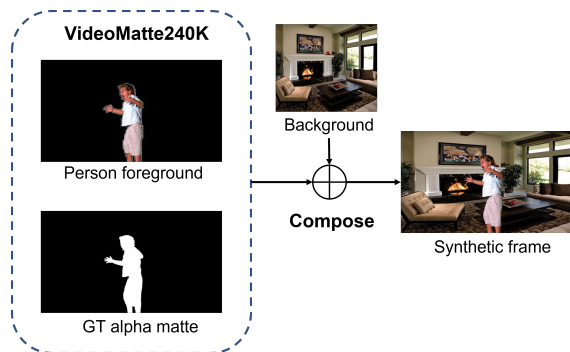 VideoMatte240K
Person foreground
GT alpha matte
Background
Compose
Synthetic frame